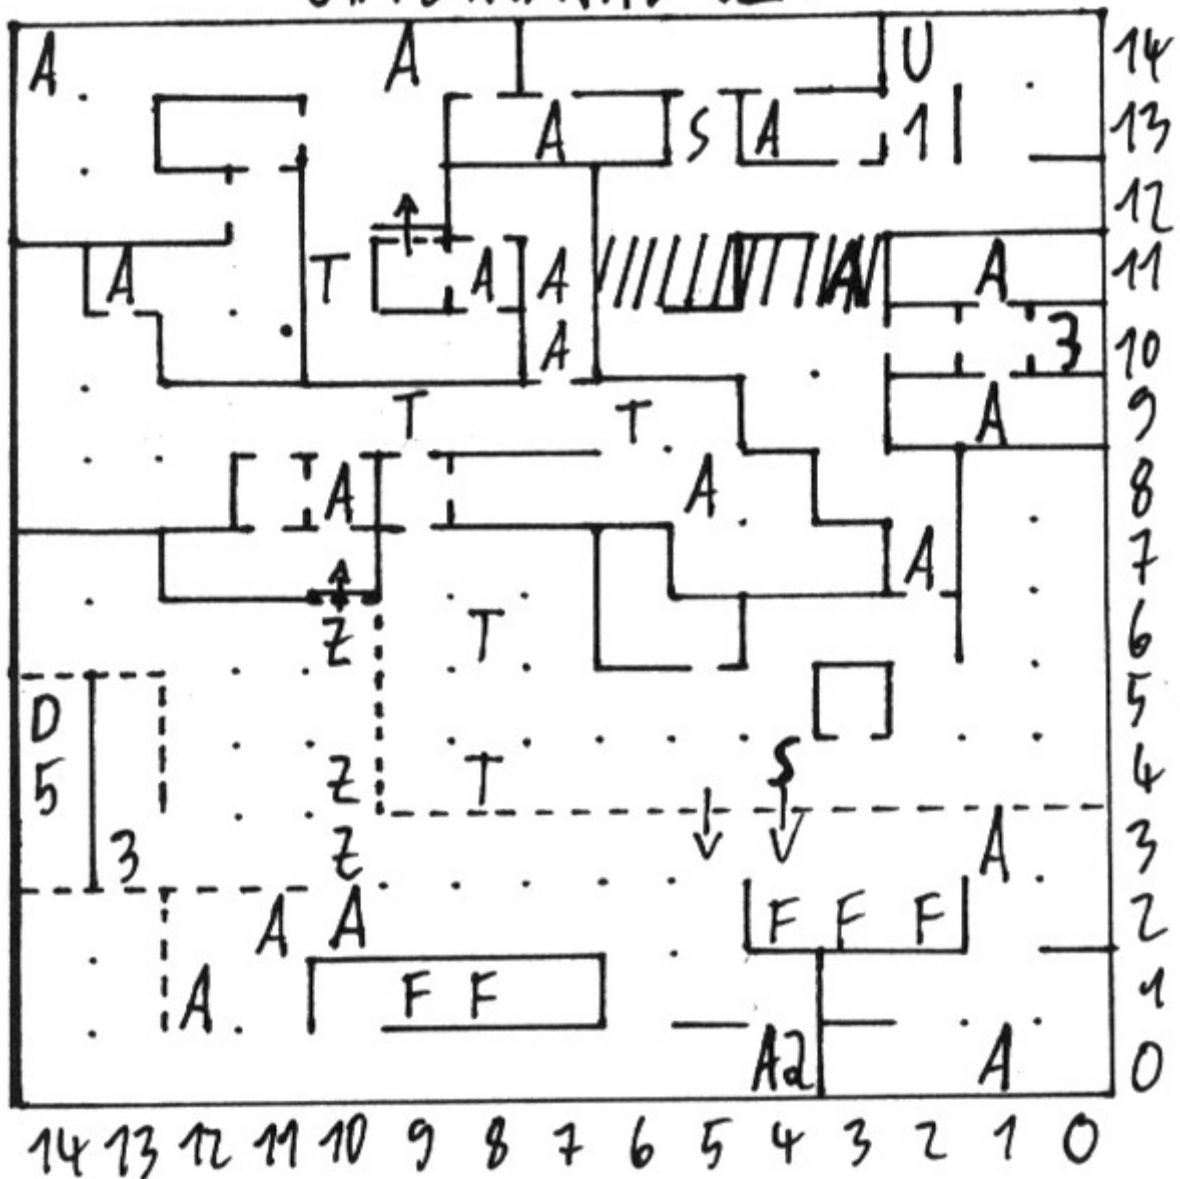 A A U 14
A S A 1 13
12
A T A A A A 11
A 3 10
T T A 9
A A 8
A 7
Z T 6
D 5
5 Z T S 4
3 Z A 3
A A F F F 2
A F F 1
A2 A 0
14 13 12 11 10 9 8 7 6 5 4 3 2 1 0